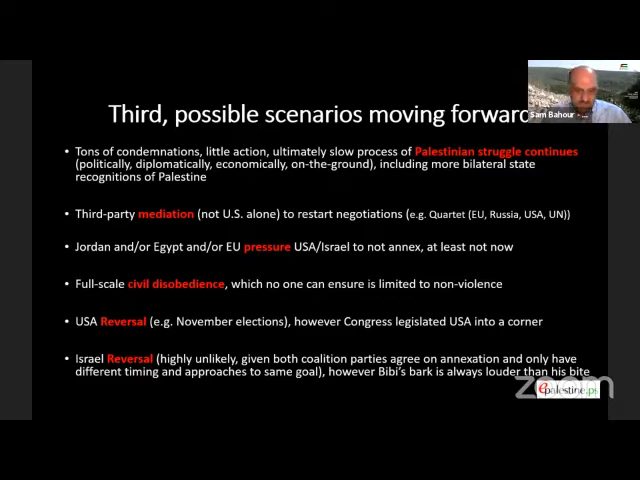 Third, possible scenarios moving forward
Sam Bahour
• Tons of condemnations, little action, ultimately slow process of Palestinian struggle continues
(politically, diplomatically, economically, on-the-ground), including more bilateral state
recognitions of Palestine
• Third-party mediation (not U.S. alone) to restart negotiations (e.g. Quartet (EU, Russia, USA, UN))
• Jordan and/or Egypt and/or EU pressure USA/Israel to not annex, at least not now
• Full-scale civil disobedience, which no one can ensure is limited to non-violence
• USA Reversal (e.g. November elections), however Congress legislated USA into a corner
• Israel Reversal (highly unlikely, given both coalition parties agree on annexation and only have
different timing and approaches to same goal), however Bibi's bark is always louder than his bite
zoom
epalestine.ps